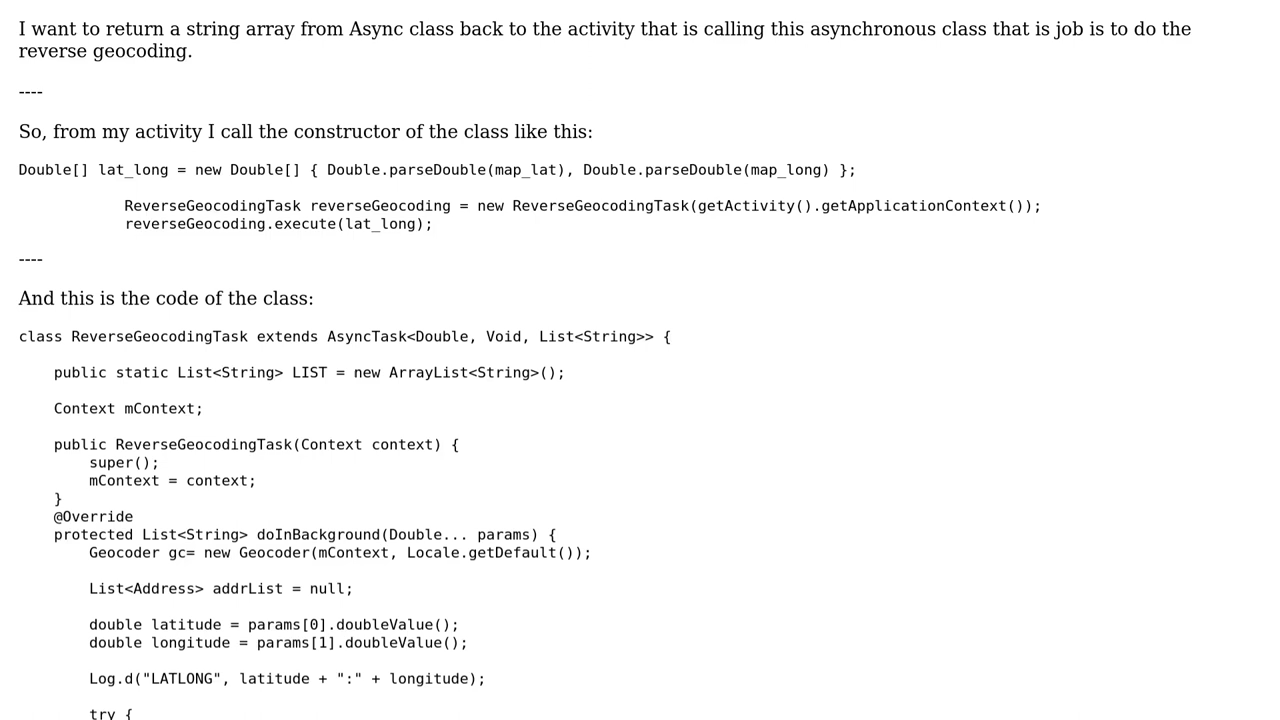 I want to return a string array from Async class back to the activity that is calling this asynchronous class that is job is to do the
reverse geocoding.
----
So, from my activity I call the constructor of the class like this:
Double[] lat_long = new Double[] { Double.parseDouble(map_lat), Double.parseDouble(map_long) };
ReverseGeocodingTask reverseGeocoding = new ReverseGeocodingTask(getActivity().getApplicationContext());
reverseGeocoding.execute(lat_long);
----
And this is the code of the class:
class ReverseGeocodingTask extends AsyncTask<Double, Void, List<String>> {
public static List<String> LIST = new ArrayList<String>();
Context mContext;
public ReverseGeocodingTask(Context context) {
super();
mContext = context;
}
@Override
protected List<String> doInBackground(Double... params) {
Geocoder gc= new Geocoder(mContext, Locale.getDefault());
List<Address> addrList = null;
double latitude = params[0].doubleValue();
double longitude = params[1].doubleValue();
Log.d("LATLONG", latitude + ":" + longitude);
try {